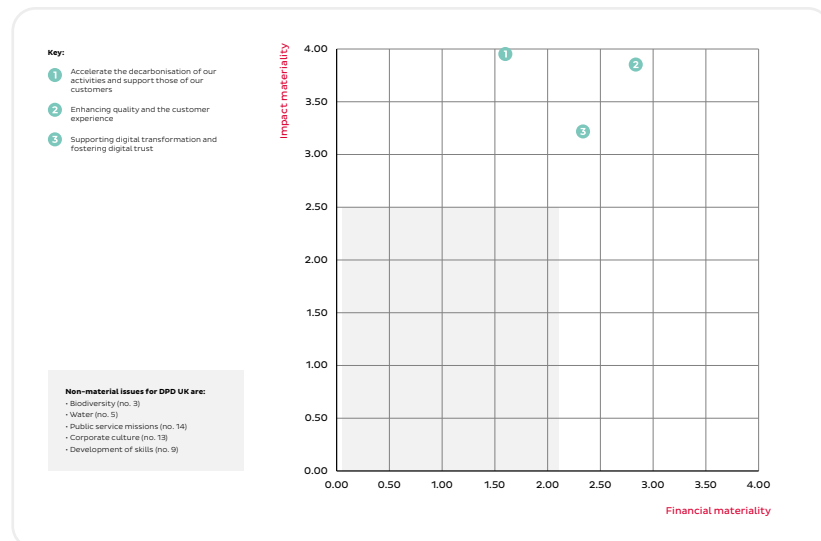 Key:
1 Accelerate the decarbonisation of our
activities and support those of our
customers
2 Enhancing quality and the customer
experience
3 Supporting digital transformation and
fostering digital trust
Non-material issues for DPD UK are:
• Biodiversity (no. 3)
• Water (no. 5)
• Public service missions (no. 14)
• Corporate culture (no. 13)
• Development of skills (no. 9)
Impact materiality
4.00
3.50
3.00
2.50
2.00
1.50
1.00
0.50
0.00
1
2
3
0.00 0.50 1.00 1.50 2.00 2.50 3.00 3.50 4.00
Financial materiality